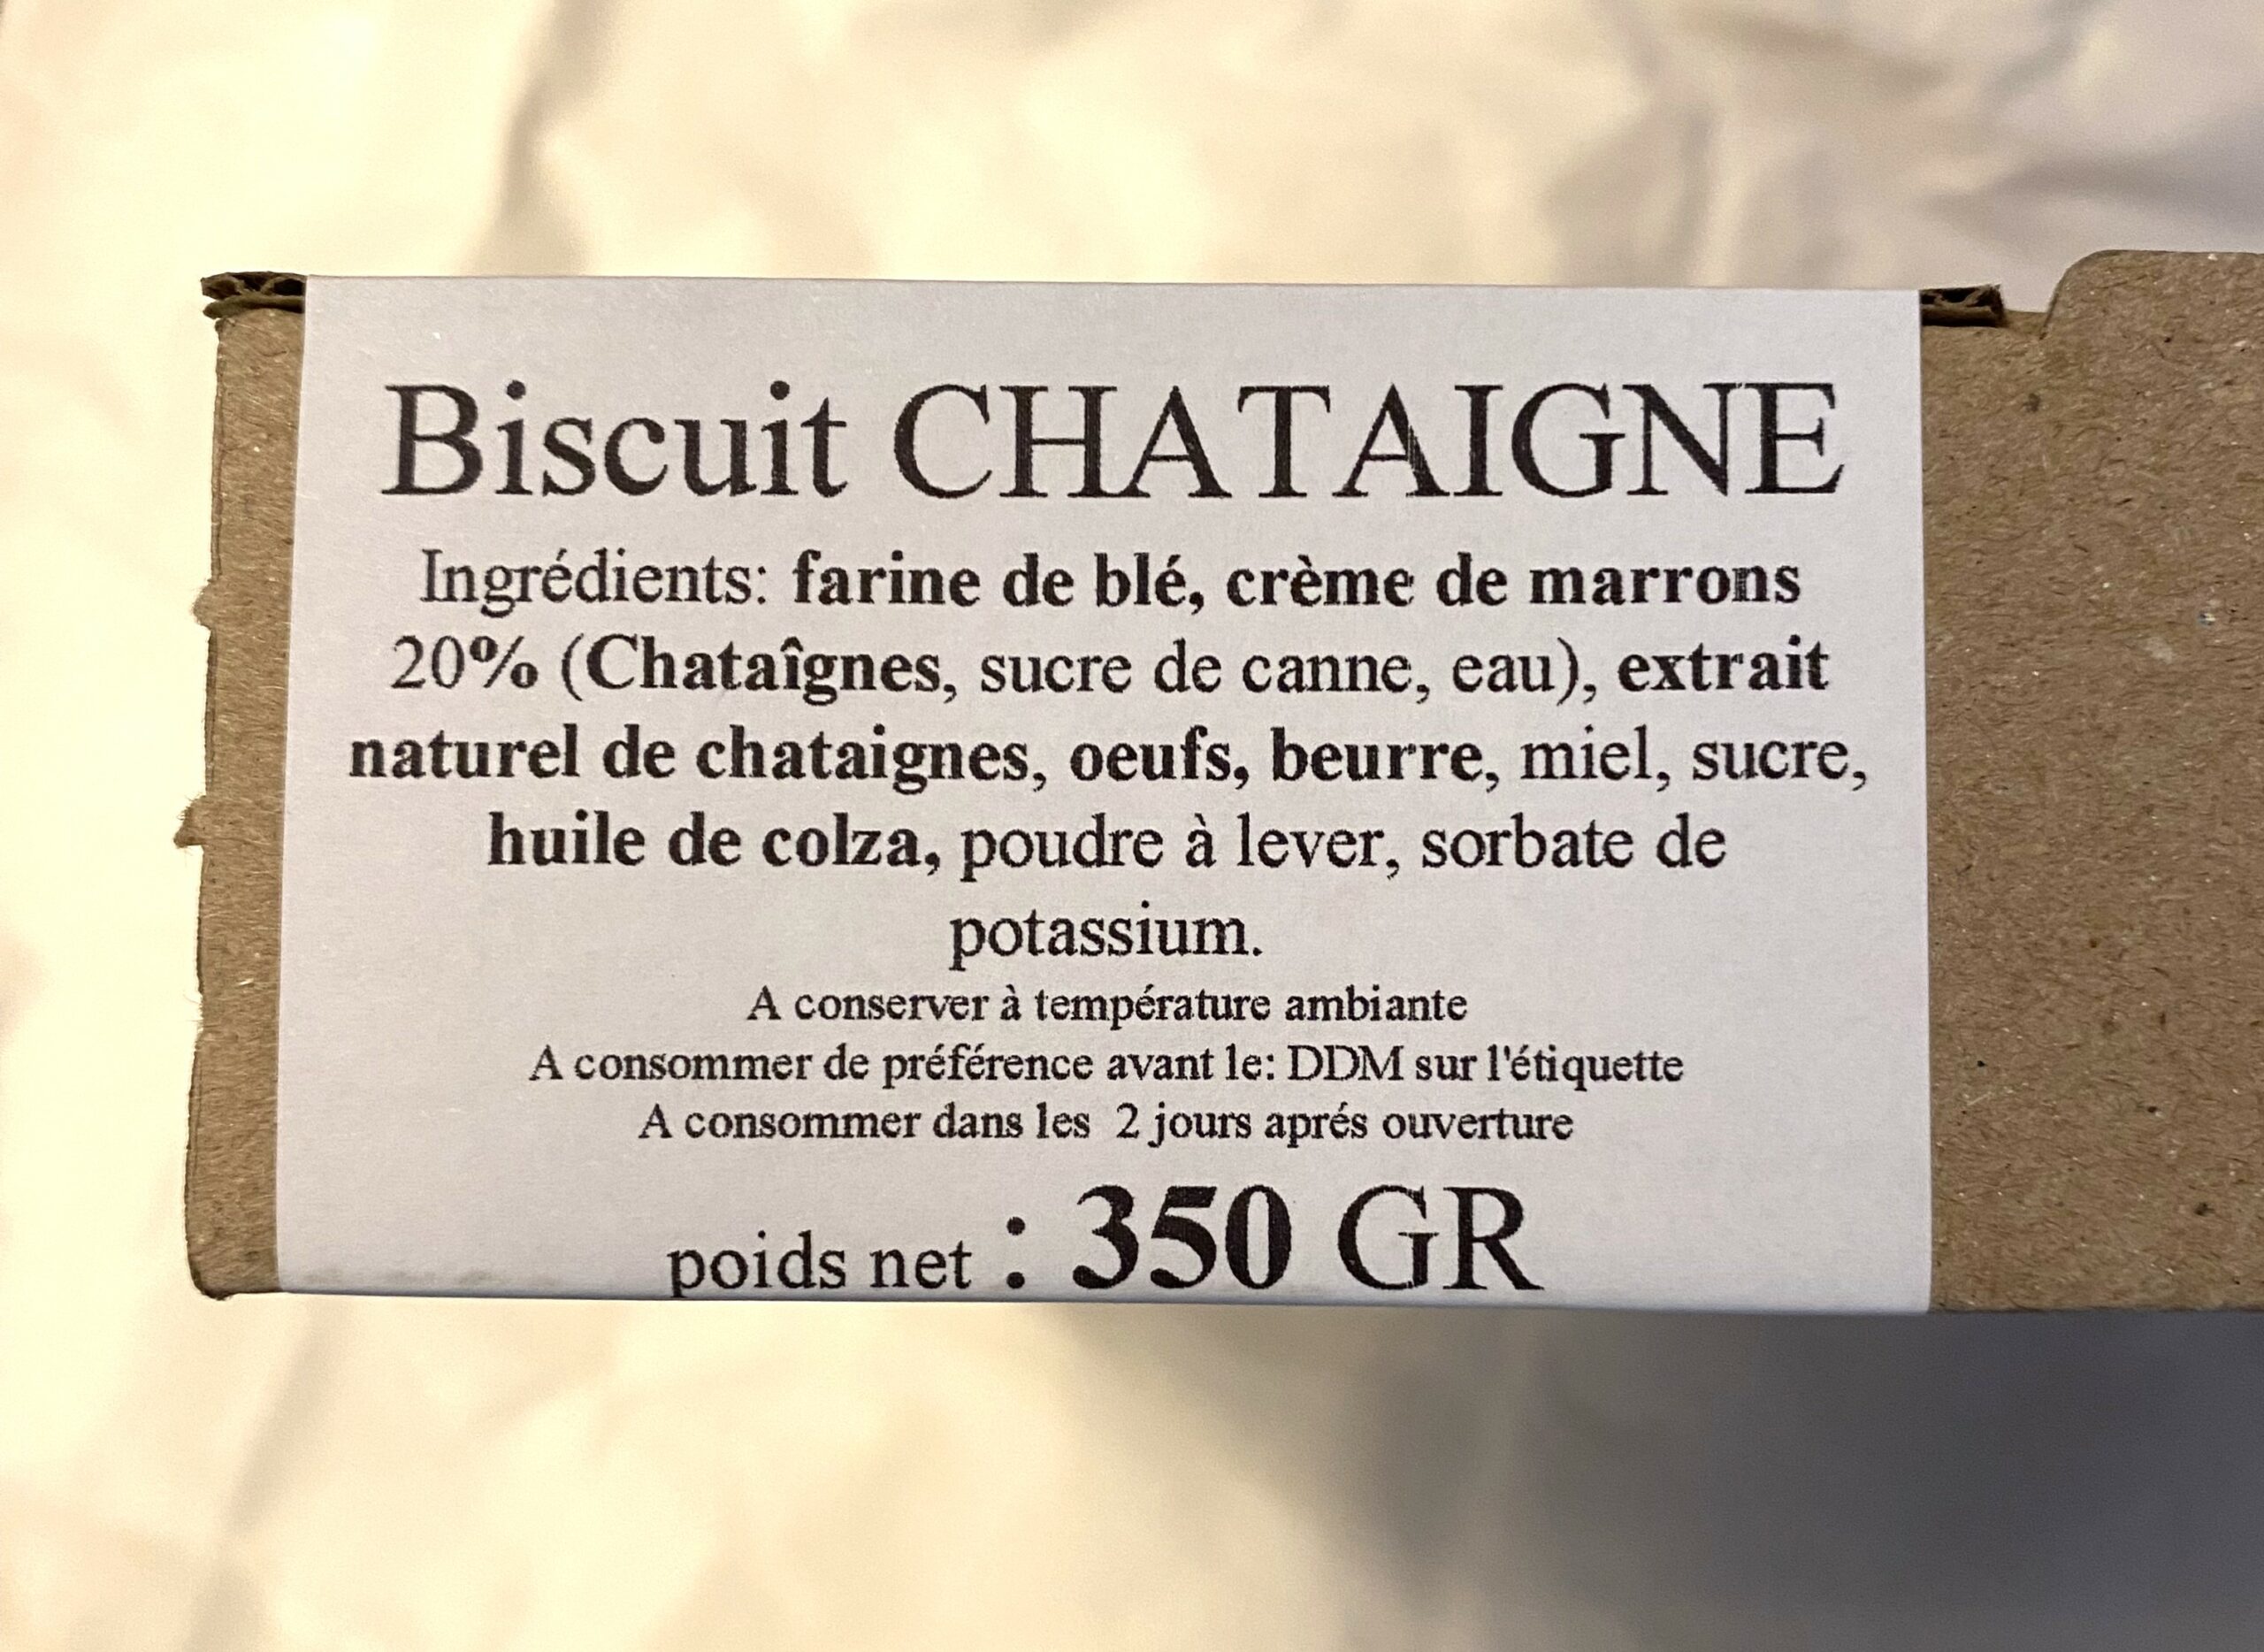 Biscuit CHATAIGNE
Ingrédients: farine de blé, crème de marrons
20% (Chataîgnes, sucre de canne, eau), extrait
naturel de chataignes, oeufs, beurre, miel, sucre,
huile de colza, poudre à lever, sorbate de
potassium.
A conserver à température ambiante
A consommer de préférence avant le: DDM sur l'étiquette
A consommer dans les  2 jours aprés ouverture
poids net : 350 GR